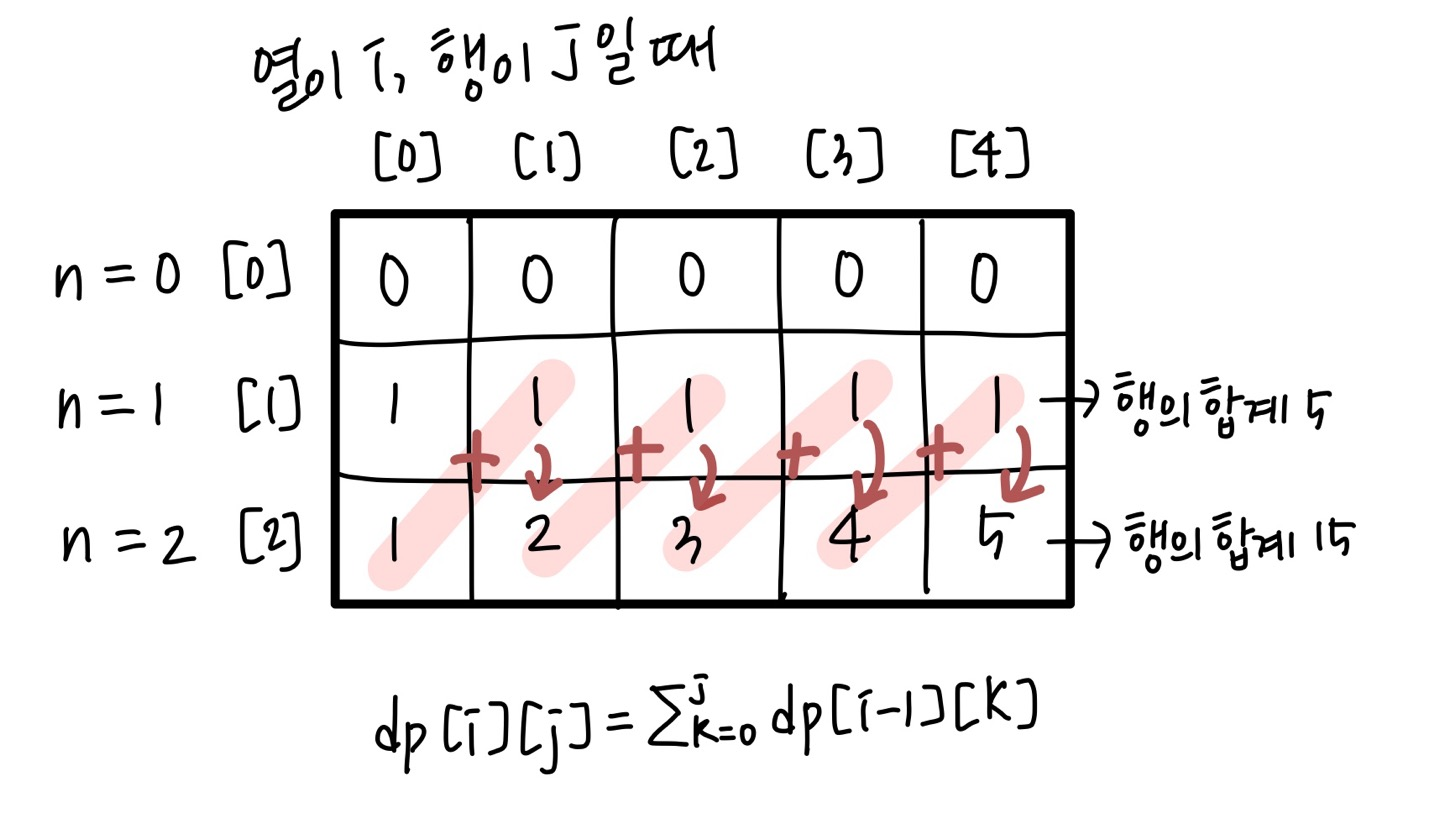 열이 i, 행이 j일 때
[0] [1] [2] [3] [4]
n = 0 [0] 0 0 0 0 0
n = 1 [1] 1 1 1 1 1 → 행의 합계 5
+ + + +
n = 2 [2] 1 2 3 4 5 → 행의 합계 15
dp[i][j] = ∑ʲₖ₌₀ dp[i-1][k]